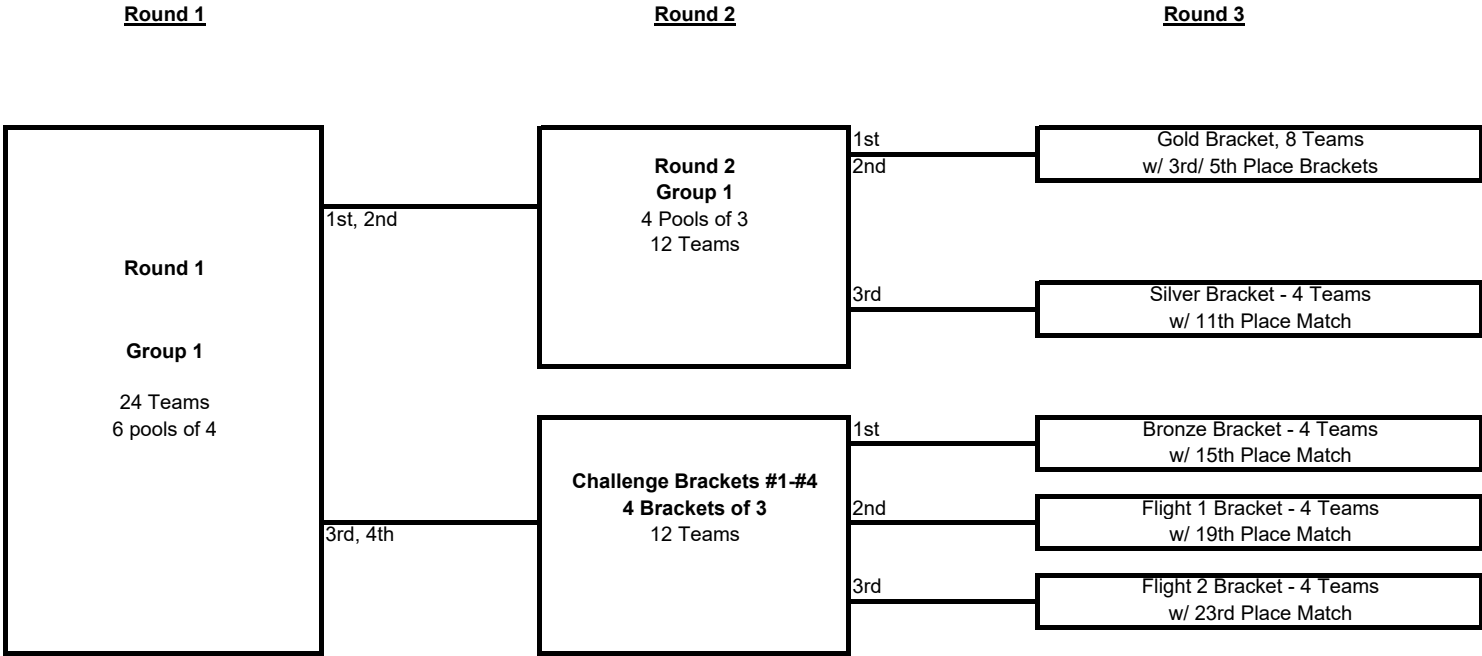 Round 1
Round 2
Round 3
Round 1
Group 1
24 Teams
6 pools of 4
1st, 2nd
3rd, 4th
Round 2
Group 1
4 Pools of 3
12 Teams
1st
2nd
3rd
Challenge Brackets #1-#4
4 Brackets of 3
12 Teams
1st
2nd
3rd
Gold Bracket, 8 Teams
w/ 3rd/ 5th Place Brackets
Silver Bracket - 4 Teams
w/ 11th Place Match
Bronze Bracket - 4 Teams
w/ 15th Place Match
Flight 1 Bracket - 4 Teams
w/ 19th Place Match
Flight 2 Bracket - 4 Teams
w/ 23rd Place Match